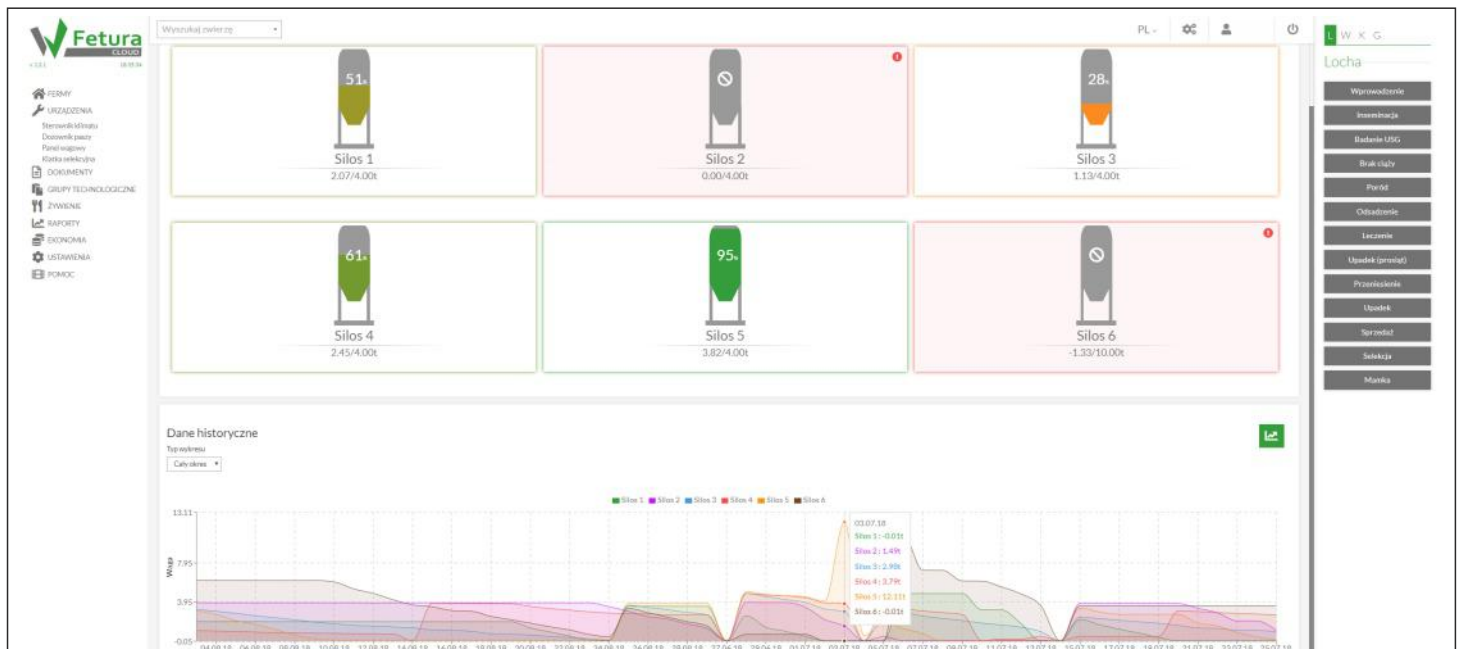 Fetura
CLOUD
Wyszukaj zwierzę
PL
FERMY
URZĄDZENIA
Sterownik klimatu
Dozownik paszy
Panel wagowy
Klatka selekcyjna
DOKUMENTY
GRUPY TECHNOLOGICZNE
ŻYWIENIE
RAPORTY
EKONOMIA
USTAWIENIA
POMOC
51%
Silos 1
2.07/4.00t
Silos 2
0.00/4.00t
28%
Silos 3
1.13/4.00t
61%
Silos 4
2.45/4.00t
95%
Silos 5
3.82/4.00t
Silos 6
-1.33/10.00t
Dane historyczne
Typ wykresu
Cały okres
Silos 1 Silos 2 Silos 3 Silos 4 Silos 5 Silos 6
Waga
13.11
7.95
3.95
-0.05
03.07.18
Silos 1: -0.01t
Silos 2: 1.49t
Silos 3: 2.98t
Silos 4: 3.79t
Silos 5: 12.11t
Silos 6: -0.01t
L W K G
Locha
Wprowadzenie
Inseminacja
Badanie USG
Brak ciąży
Poród
Odsadzenie
Leczenie
Upadek (prosiąt)
Przeniesienie
Upadek
Sprzedaż
Selekcja
Mamka